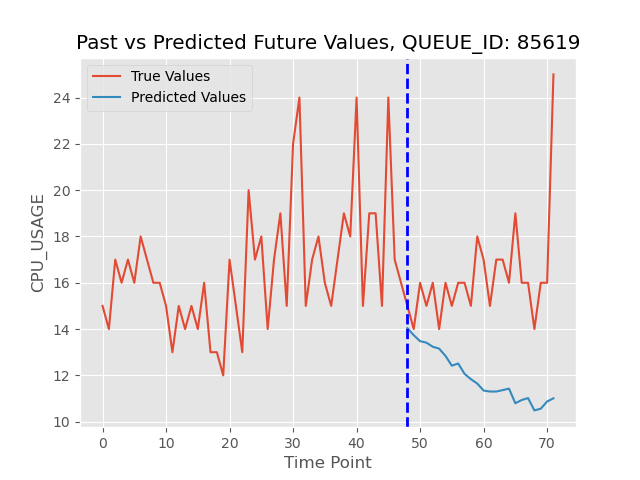 Past vs Predicted Future Values, QUEUE_ID: 85619
True Values
Predicted Values
24
22
20
18
16
14
12
10
CPU_USAGE
0 10 20 30 40 50 60 70
Time Point